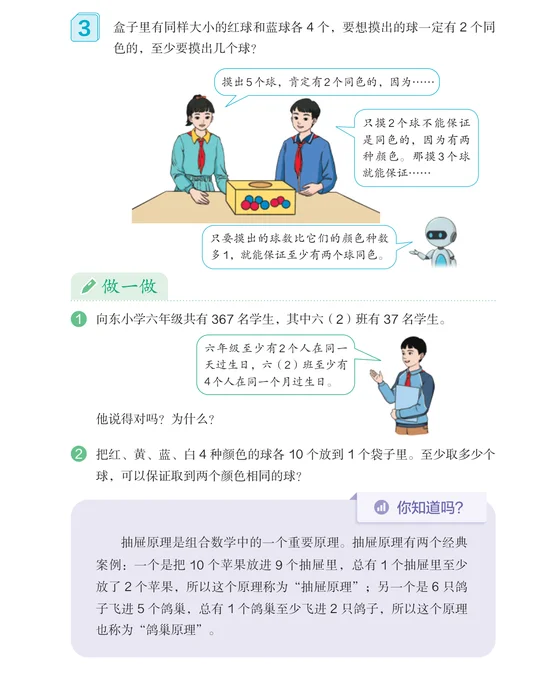 3
盒子里有同样大小的红球和蓝球各 4 个，要想摸出的球一定有 2 个同
色的，至少要摸出几个球？
摸出5个球，肯定有2个同色的，因为……
只摸2个球不能保证
是同色的，因为有两
种颜色。那摸3个球
就能保证……
只要摸出的球数比它们的颜色种数
多1，就能保证至少有两个球同色。
做一做
1 向东小学六年级共有 367 名学生，其中六（2）班有 37 名学生。
六年级至少有2个人在同一
天过生日，六（2）班至少有
4个人在同一个月过生日。
他说得对吗？为什么？
2 把红、黄、蓝、白 4 种颜色的球各 10 个放到 1 个袋子里。至少取多少个
球，可以保证取到两个颜色相同的球？
你知道吗？
抽屉原理是组合数学中的一个重要原理。抽屉原理有两个经典
案例：一个是把 10 个苹果放进 9 个抽屉里，总有 1 个抽屉里至少
放了 2 个苹果，所以这个原理称为“抽屉原理”；另一个是 6 只鸽
子飞进 5 个鸽巢，总有 1 个鸽巢至少飞进 2 只鸽子，所以这个原理
也称为“鸽巢原理”。